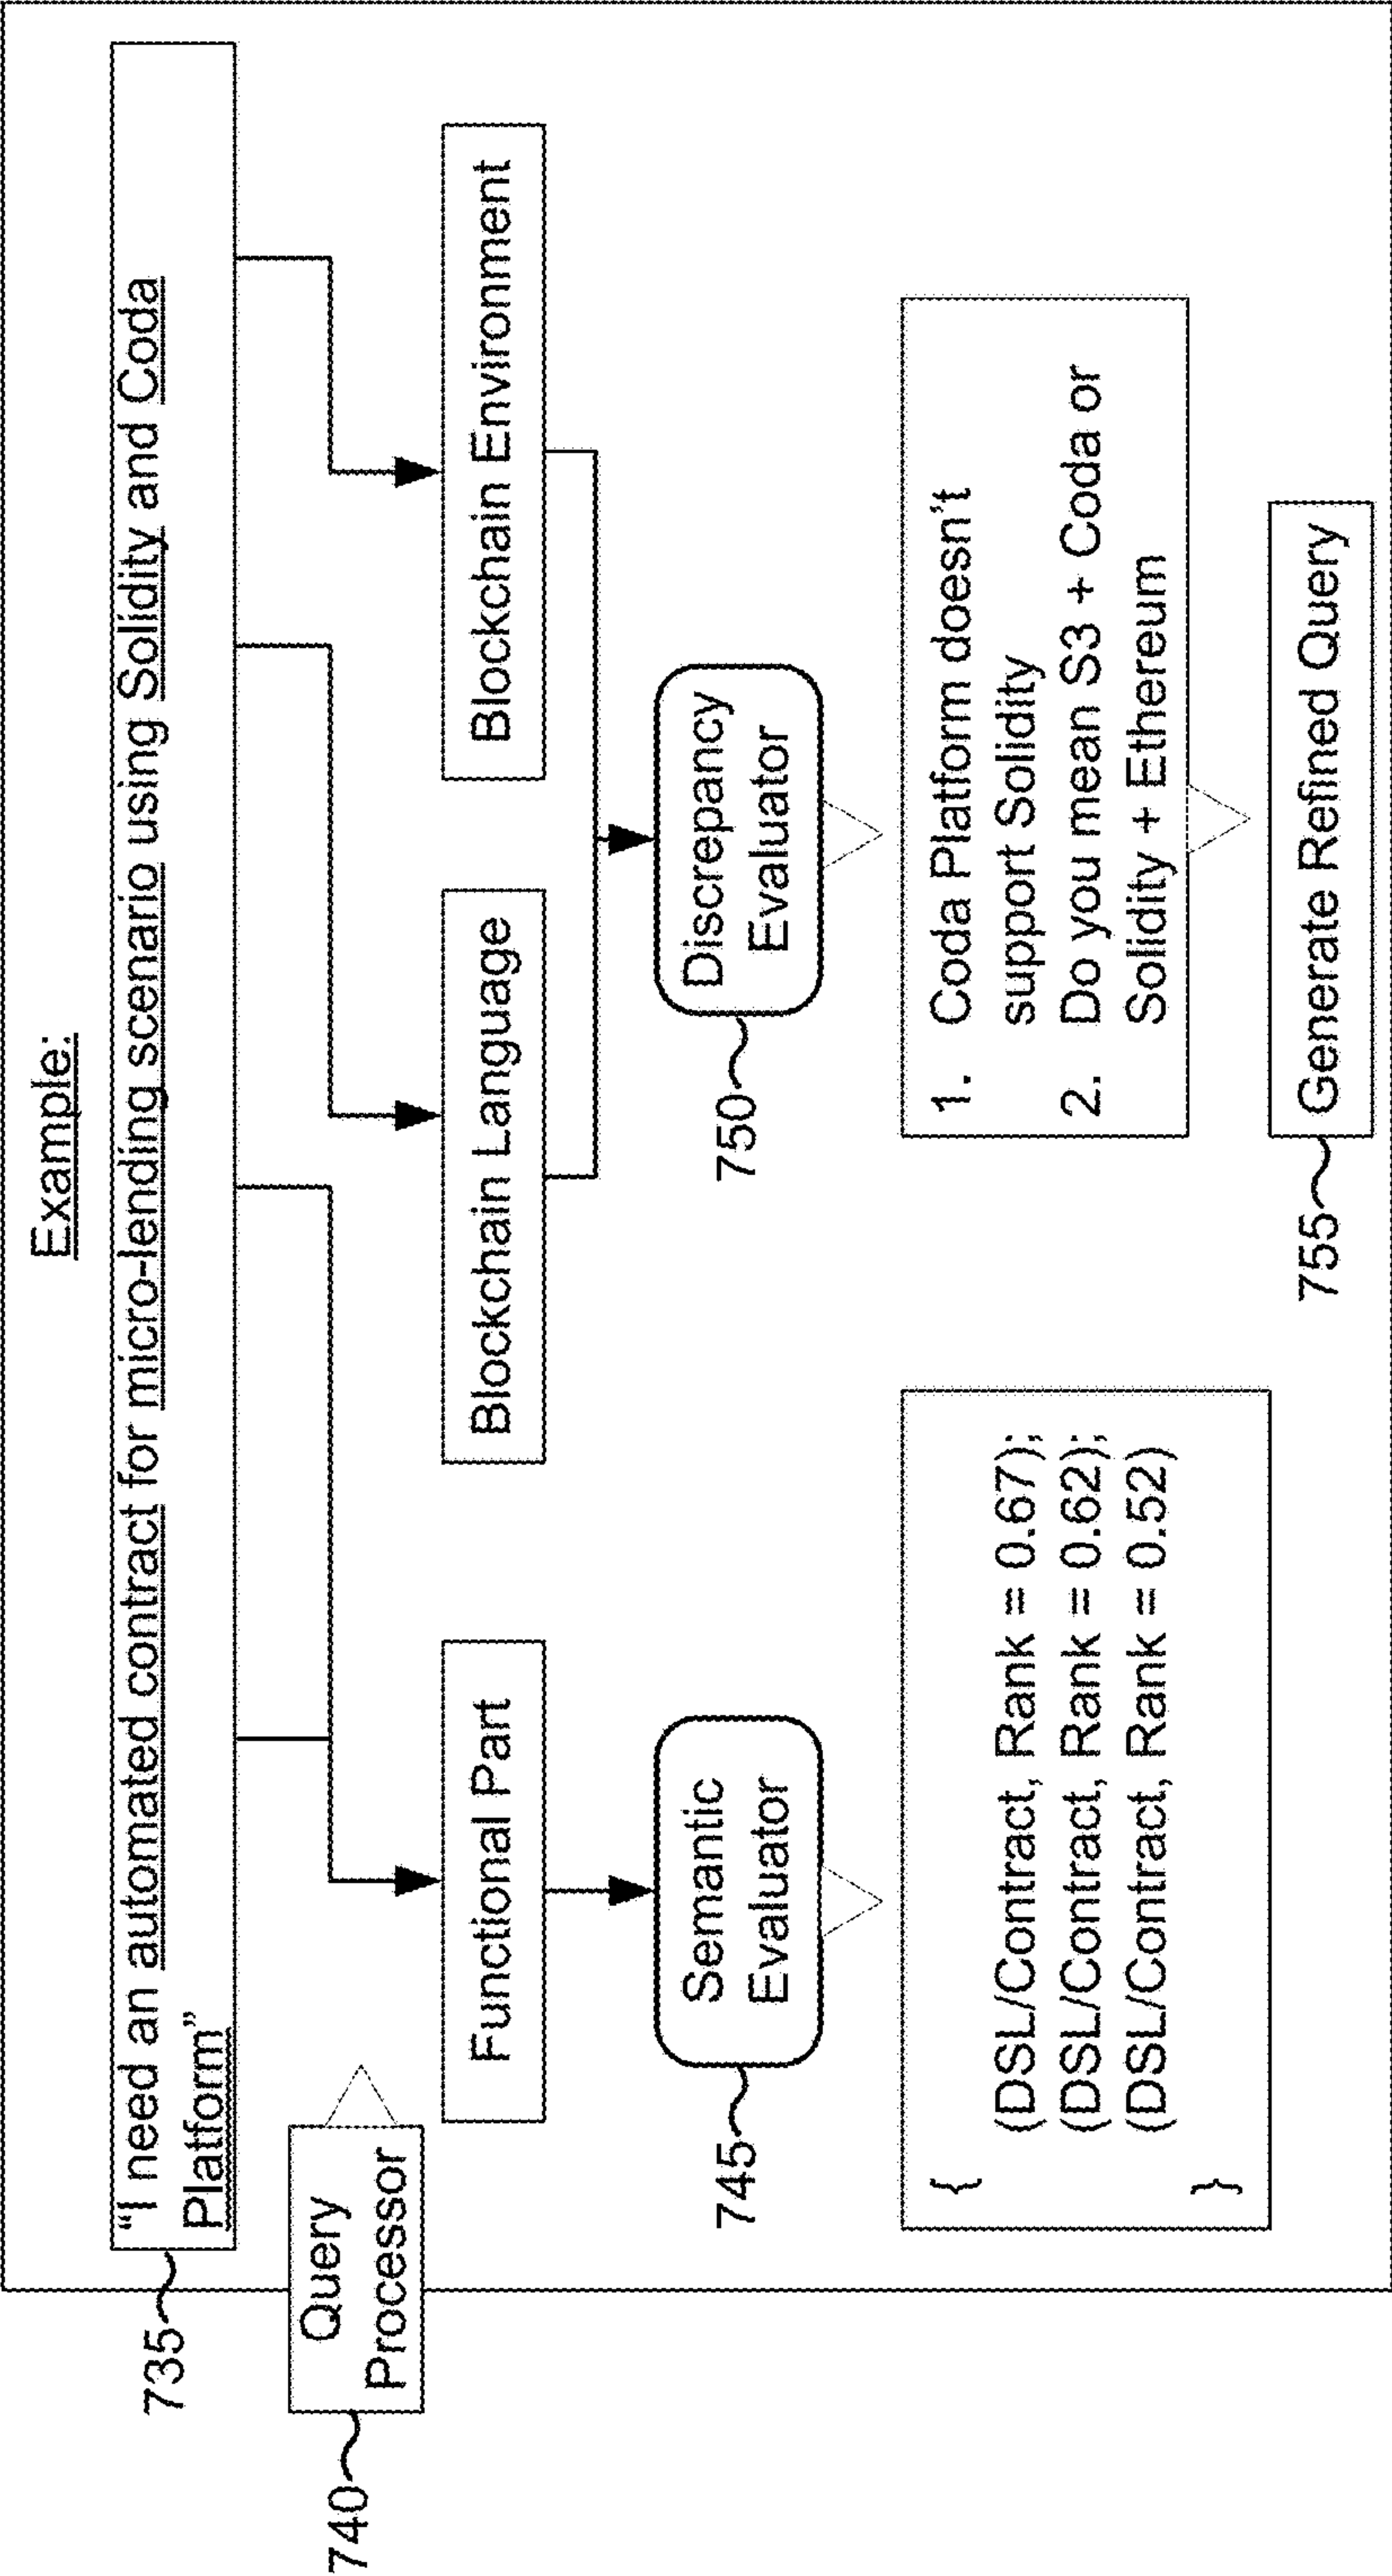 Example:
735
“I need an automated contract for micro-lending scenario using Solidity and Coda
Platform”
740
Query
Processor
Functional Part
Blockchain Language
Blockchain Environment
745
Semantic
Evaluator
750
Discrepancy
Evaluator
{
(DSL/Contract, Rank = 0.67);
(DSL/Contract, Rank = 0.62);
(DSL/Contract, Rank = 0.52)
}
1. Coda Platform doesn't
support Solidity
2. Do you mean S3 + Coda or
Solidity + Ethereum
755
Generate Refined Query